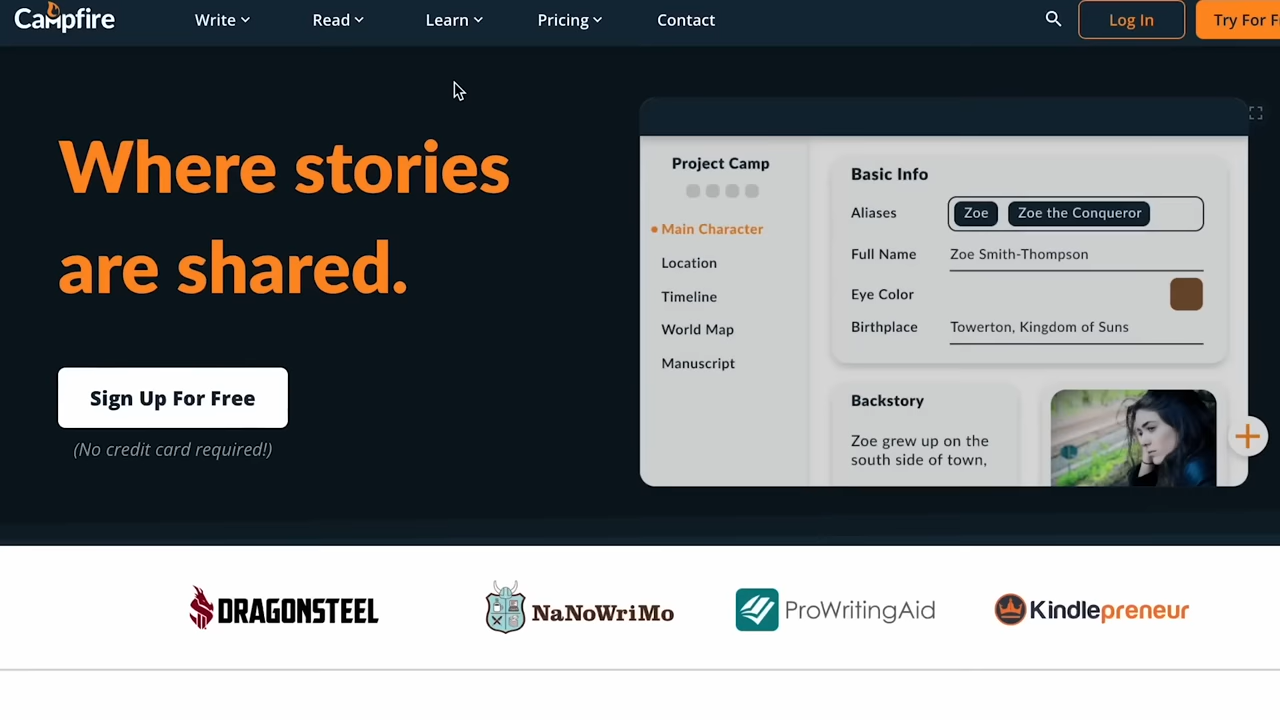 Campfire
Write
Read
Learn
Pricing
Contact
Log In
Try For F
Where stories
are shared.
Sign Up For Free
(No credit card required!)
Project Camp
Main Character
Location
Timeline
World Map
Manuscript
Basic Info
Aliases Zoe Zoe the Conqueror
Full Name Zoe Smith-Thompson
Eye Color
Birthplace Towerton, Kingdom of Suns
Backstory
Zoe grew up on the
south side of town,
DRAGONSTEEL
NaNoWriMo
ProWritingAid
Kindlepreneur